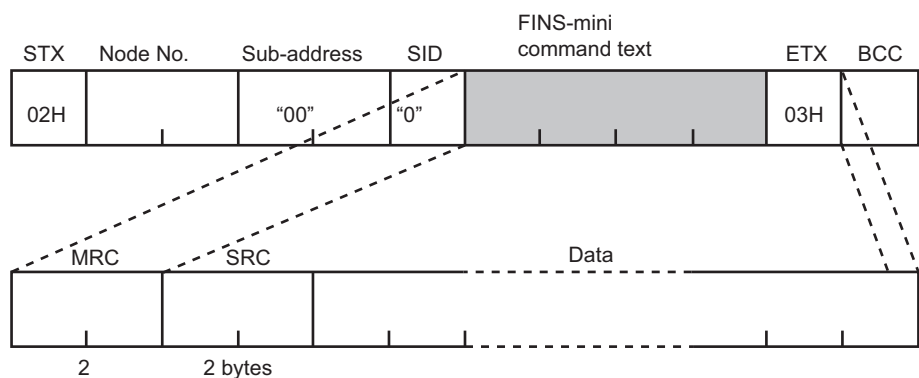 FINS-mini
command text
STX Node No. Sub-address SID ETX BCC
02H “00” “0” 03H
MRC SRC Data
2 2 bytes